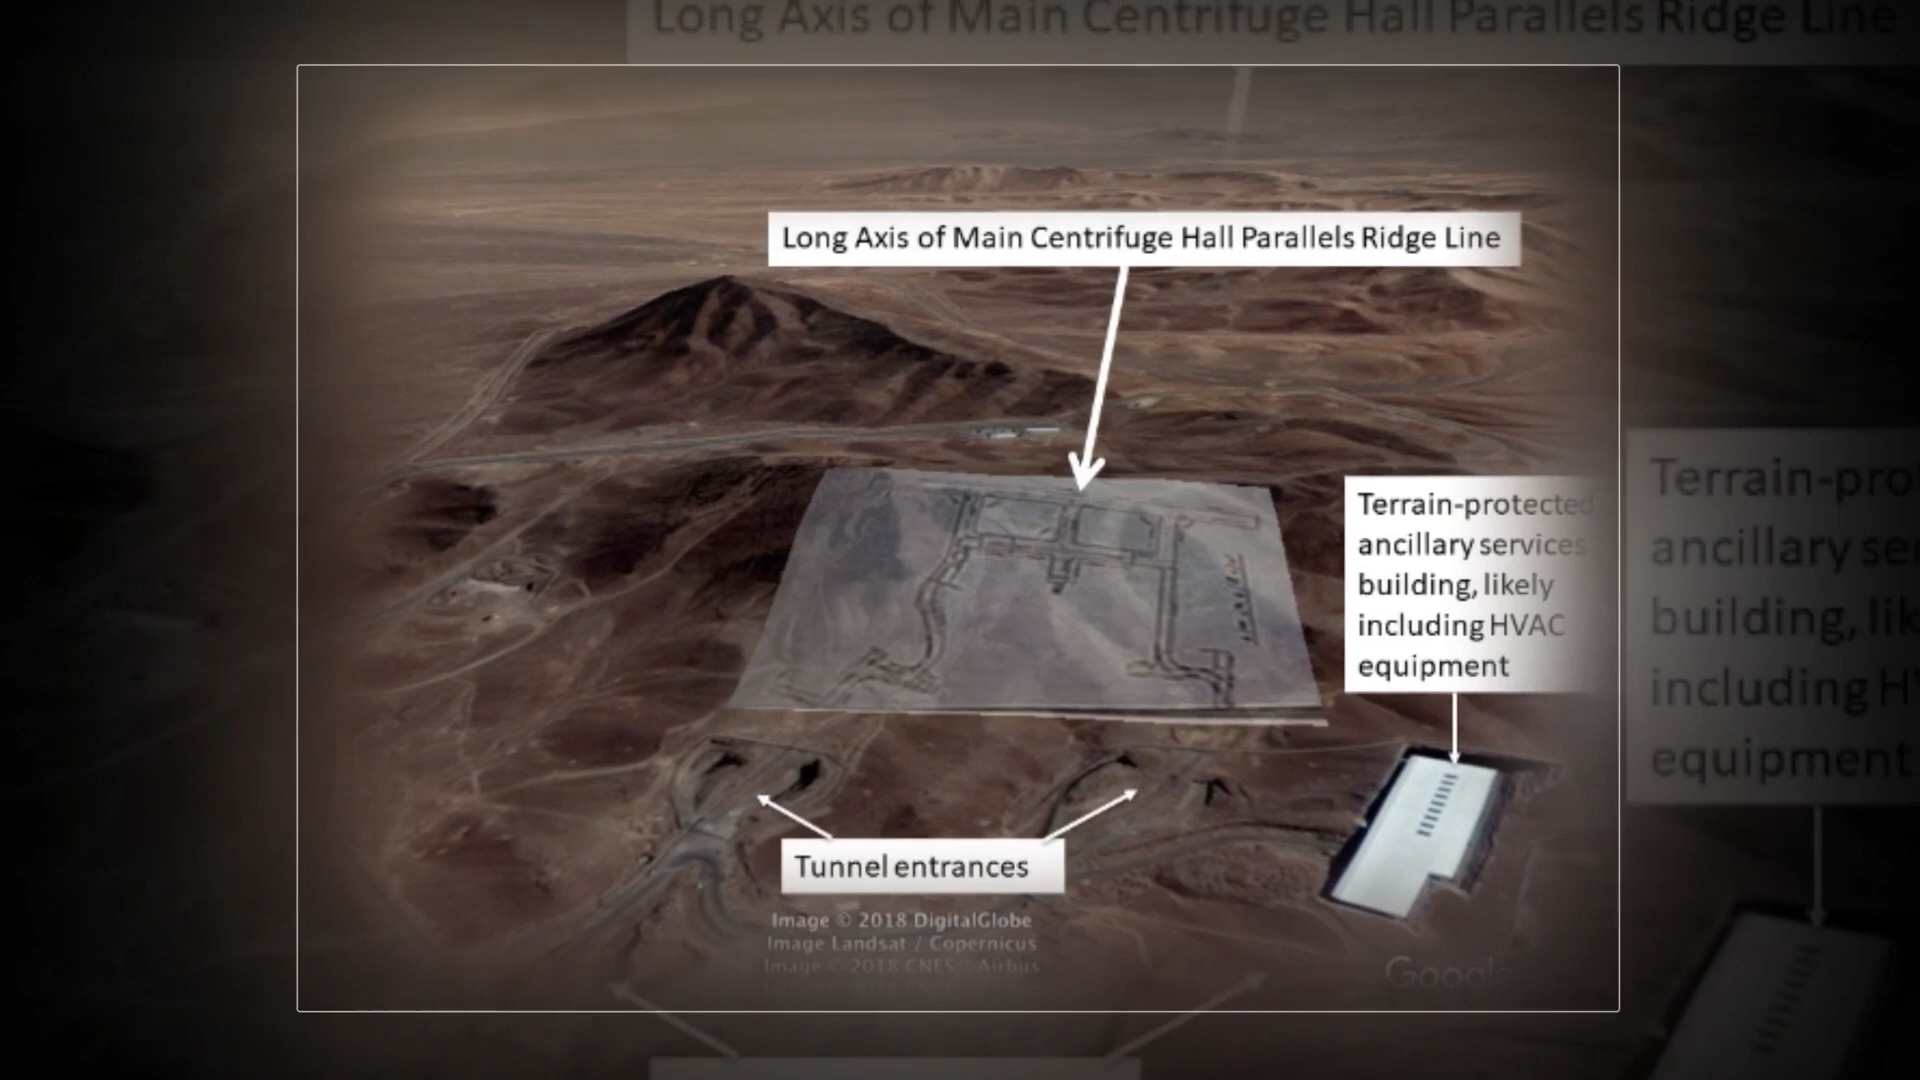 Long Axis of Main Centrifuge Hall Parallels Ridge Line
Long Axis of Main Centrifuge Hall Parallels Ridge Line
Terrain-protected
ancillary services
building, likely
including HVAC
equipment
Terrain-pro
ancillary se
building, lik
including H
equipment
Tunnel entrances
Image © 2018 DigitalGlobe
Image Landsat / Copernicus
Image © 2018 CNES / Airbus
Google